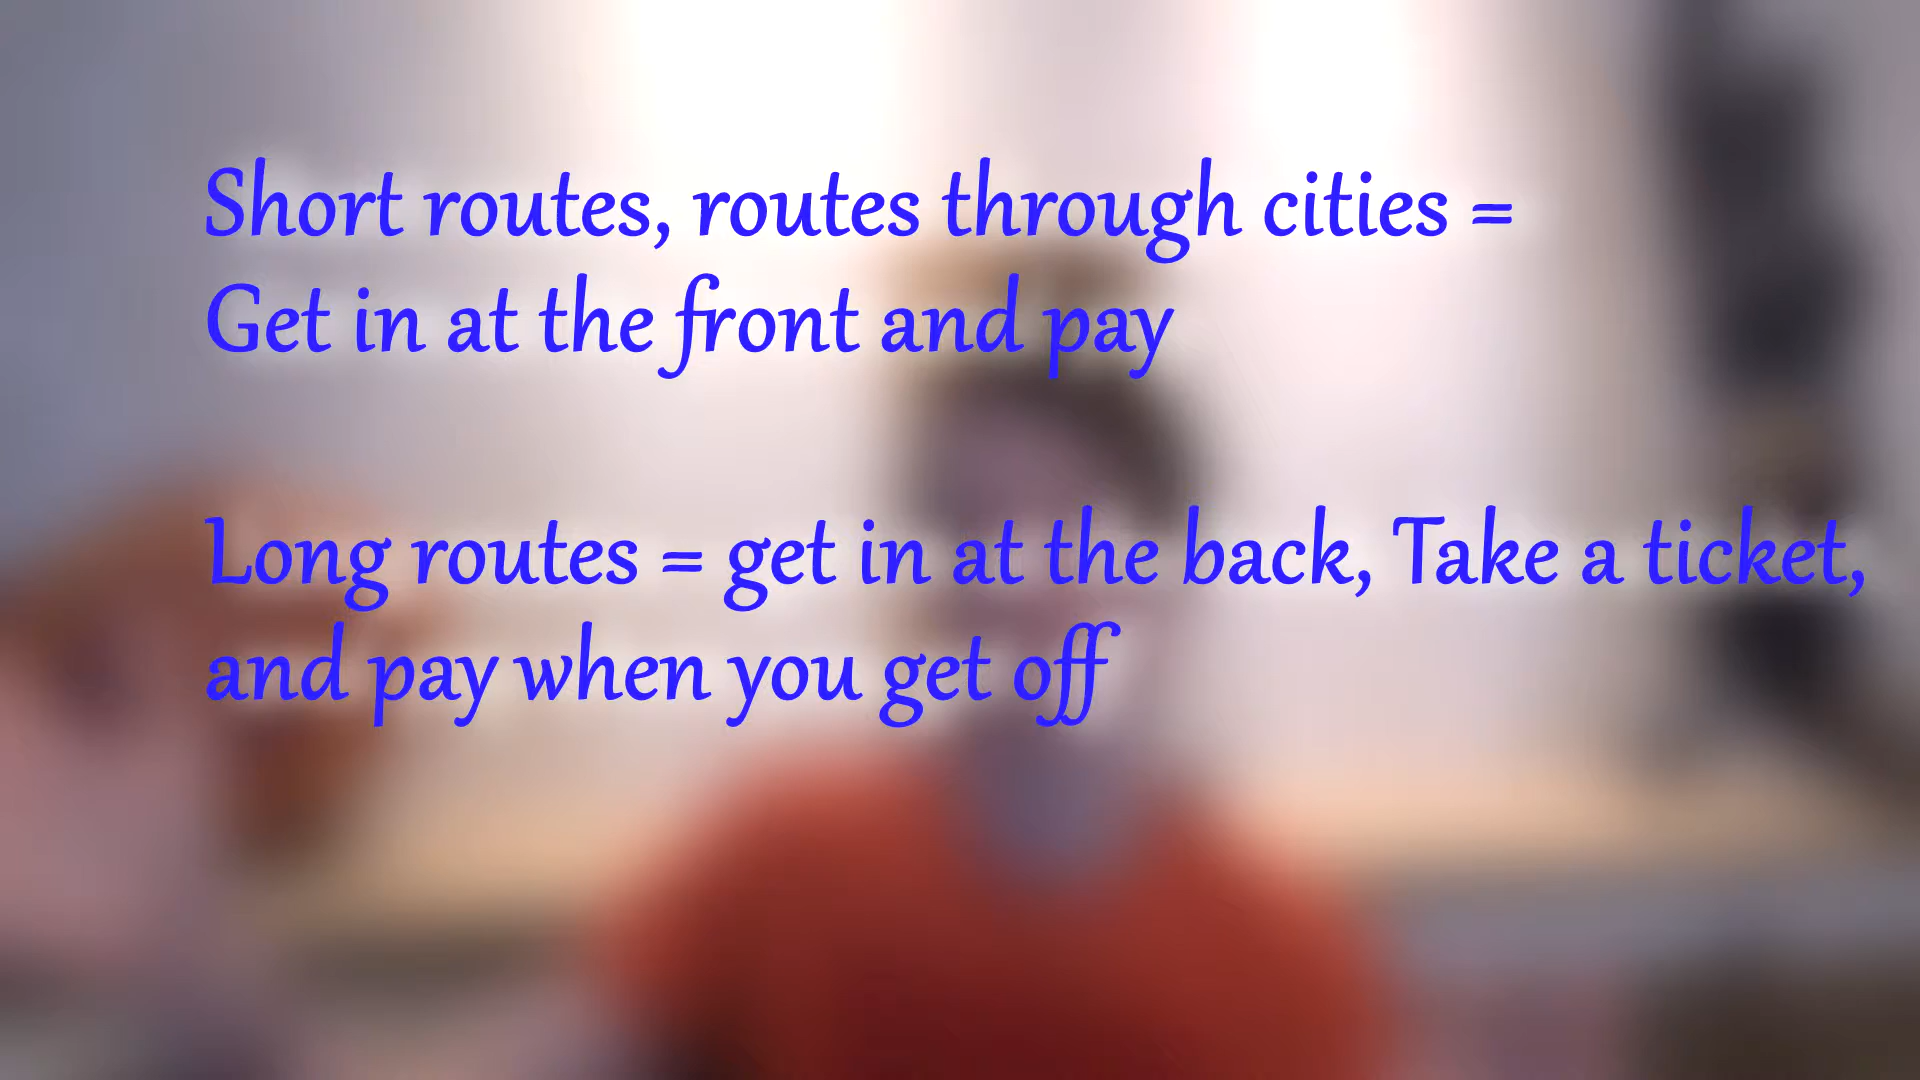 Short routes, routes through cities =
Get in at the front and pay
Long routes = get in at the back, Take a ticket,
and pay when you get off